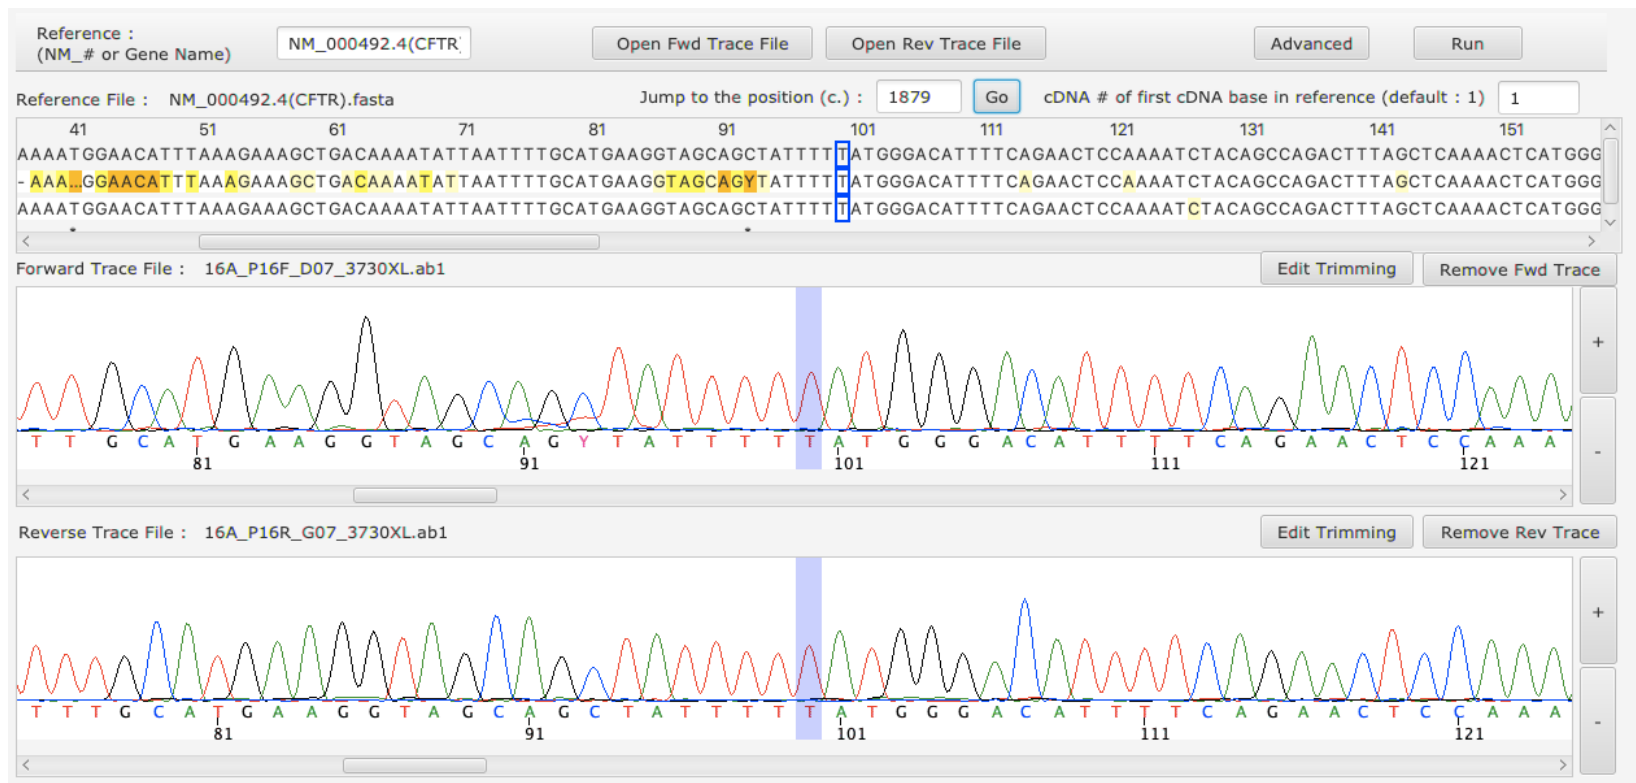 Reference :
(NM_# or Gene Name)
NM_000492.4(CFTR)
Open Fwd Trace File
Open Rev Trace File
Advanced
Run
Reference File : NM_000492.4(CFTR).fasta
Jump to the position (c.) : 1879
Go
cDNA # of first cDNA base in reference (default : 1) 1
41 51 61 71 81 91 101 111 121 131 141 151
AAAATGGAACATTTAAAGAAAGCTGACAAAATATTAATTTTGCATGAAGGTAGCAGCTATTTTTATGGGACATTTTCAGAACTCCAAAATCTACAGCCAGACTTTAGCTCAAAACTCATGGG
-AAA...GGAACATTTAAAGAAAGCTGACAAAATATTAATTTTGCATGAAGGTAGCAGYTATTTTTATGGGACATTTTCAGAACTCCAAAATCTACAGCCAGACTTTAGCTCAAAACTCATGGG
AAAATGGAACATTTAAAGAAAGCTGACAAAATATTAATTTTGCATGAAGGTAGCAGCTATTTTTATGGGACATTTTCAGAACTCCAAAATCTACAGCCAGACTTTAGCTCAAAACTCATGGG
Forward Trace File : 16A_P16F_D07_3730XL.ab1
Edit Trimming
Remove Fwd Trace
+
-
T T G C A T G A A G G T A G C A G Y T A T T T T T A T G G G A C A T T T T C A G A A C T C C A A A
81 91 101 111 121
Reverse Trace File : 16A_P16R_G07_3730XL.ab1
Edit Trimming
Remove Rev Trace
+
-
T T T G C A T G A A G G T A G C A G C T A T T T T T A T G G G A C A T T T T C A G A A C T C C A A A
81 91 101 111 121